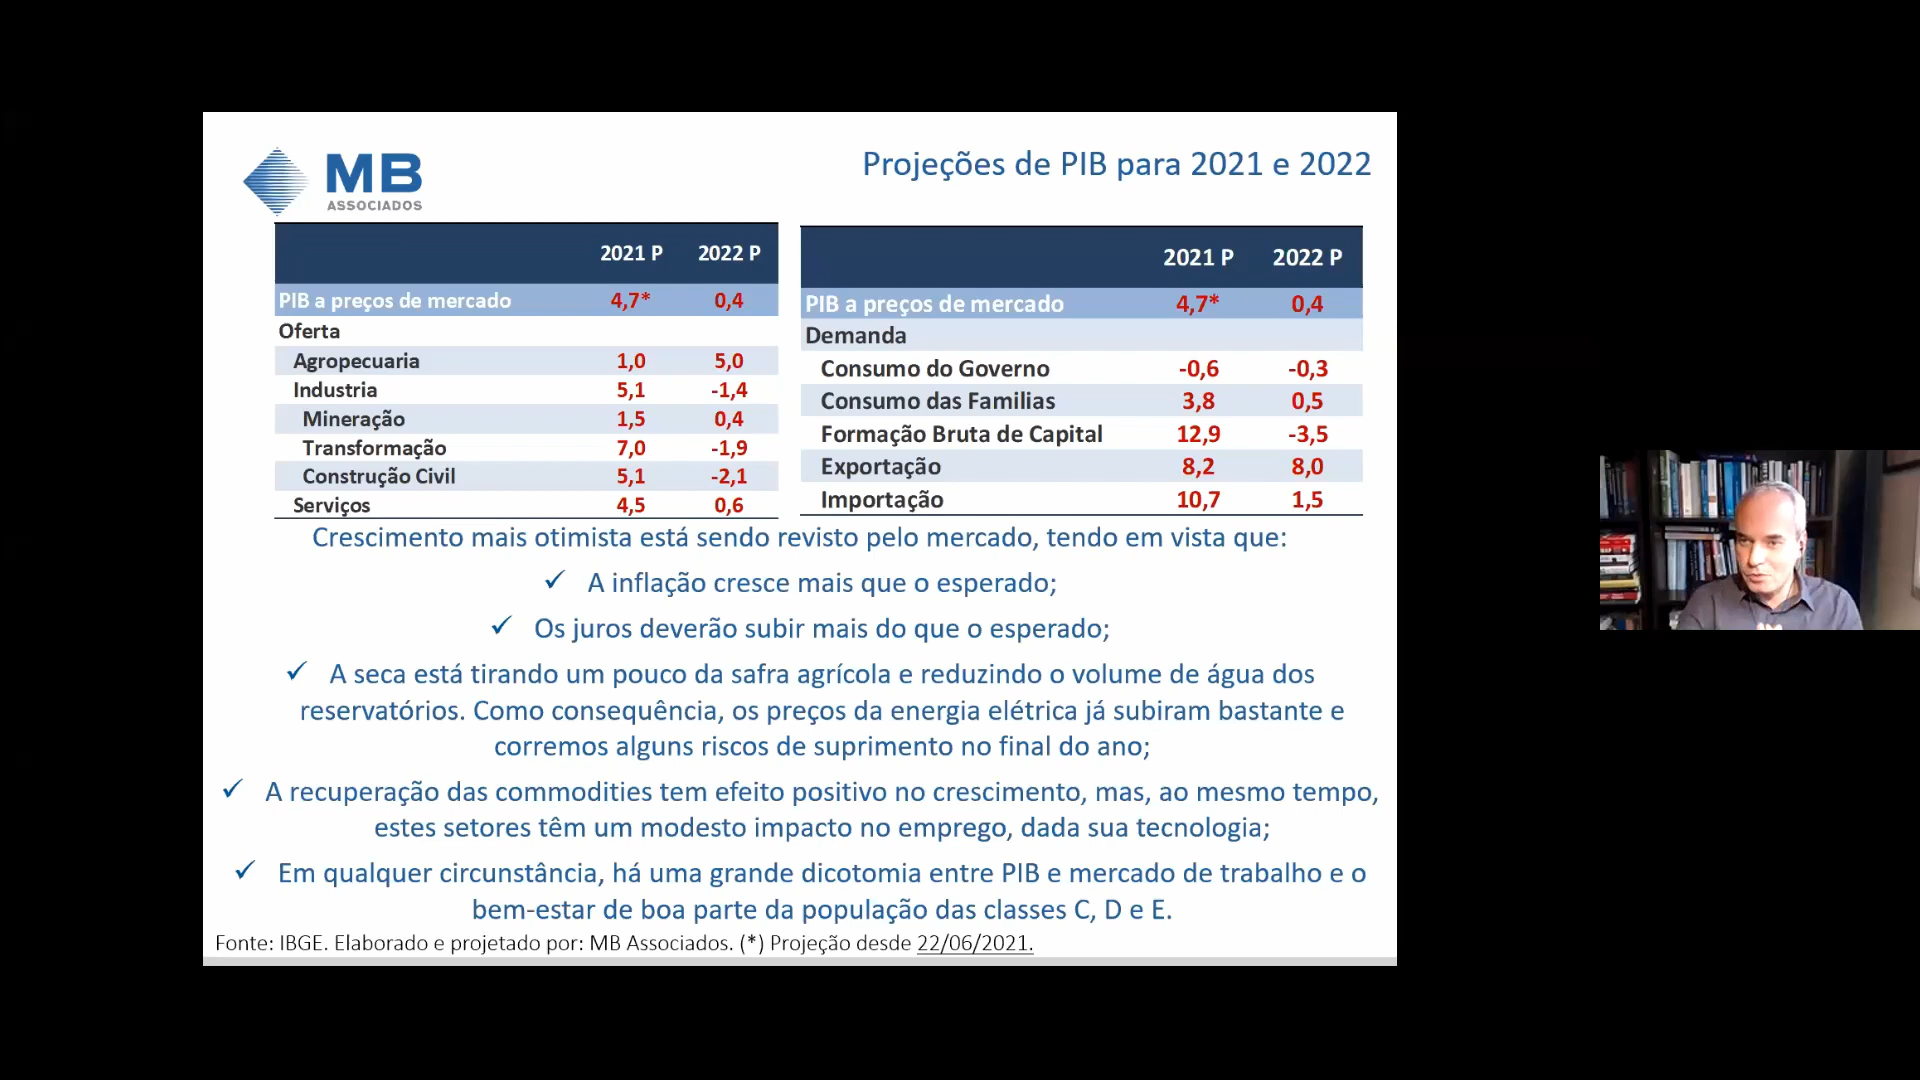 MB
ASSOCIADOS
Projeções de PIB para 2021 e 2022
2021 P 2022 P
PIB a preços de mercado 4,7* 0,4
Oferta
Agropecuaria 1,0 5,0
Industria 5,1 -1,4
Mineração 1,5 0,4
Transformação 7,0 -1,9
Construção Civil 5,1 -2,1
Serviços 4,5 0,6
2021 P 2022 P
PIB a preços de mercado 4,7* 0,4
Demanda
Consumo do Governo -0,6 -0,3
Consumo das Familias 3,8 0,5
Formação Bruta de Capital 12,9 -3,5
Exportação 8,2 8,0
Importação 10,7 1,5
Crescimento mais otimista está sendo revisto pelo mercado, tendo em vista que:
✓ A inflação cresce mais que o esperado;
✓ Os juros deverão subir mais do que o esperado;
✓ A seca está tirando um pouco da safra agrícola e reduzindo o volume de água dos
reservatórios. Como consequência, os preços da energia elétrica já subiram bastante e
corremos alguns riscos de suprimento no final do ano;
✓ A recuperação das commodities tem efeito positivo no crescimento, mas, ao mesmo tempo,
estes setores têm um modesto impacto no emprego, dada sua tecnologia;
✓ Em qualquer circunstância, há uma grande dicotomia entre PIB e mercado de trabalho e o
bem-estar de boa parte da população das classes C, D e E.
Fonte: IBGE. Elaborado e projetado por: MB Associados. (*) Projeção desde 22/06/2021.